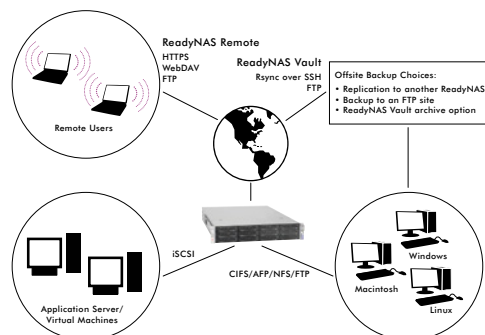 ReadyNAS Remote
HTTPS
WebDAV
FTP
ReadyNAS Vault
Rsync over SSH
FTP
Offsite Backup Choices:
• Replication to another ReadyNAS
• Backup to an FTP site
• ReadyNAS Vault archive option
Remote Users
iSCSI
CIFS/AFP/NFS/FTP
Application Server/
Virtual Machines
Windows
Macintosh
Linux